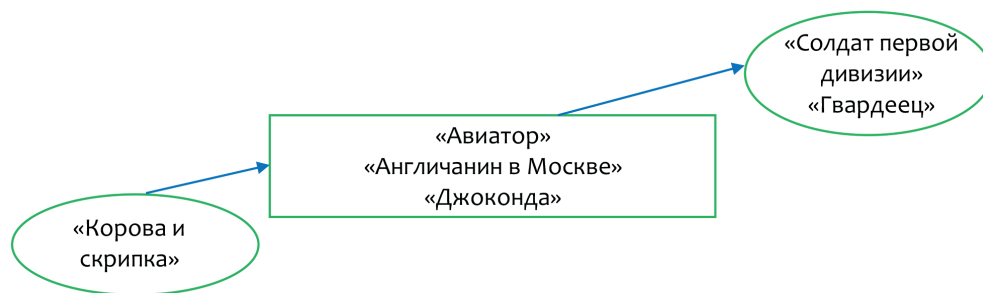 «Солдат первой
дивизии»
«Гвардеец»
«Авиатор»
«Англичанин в Москве»
«Джоконда»
«Корова и
скрипка»